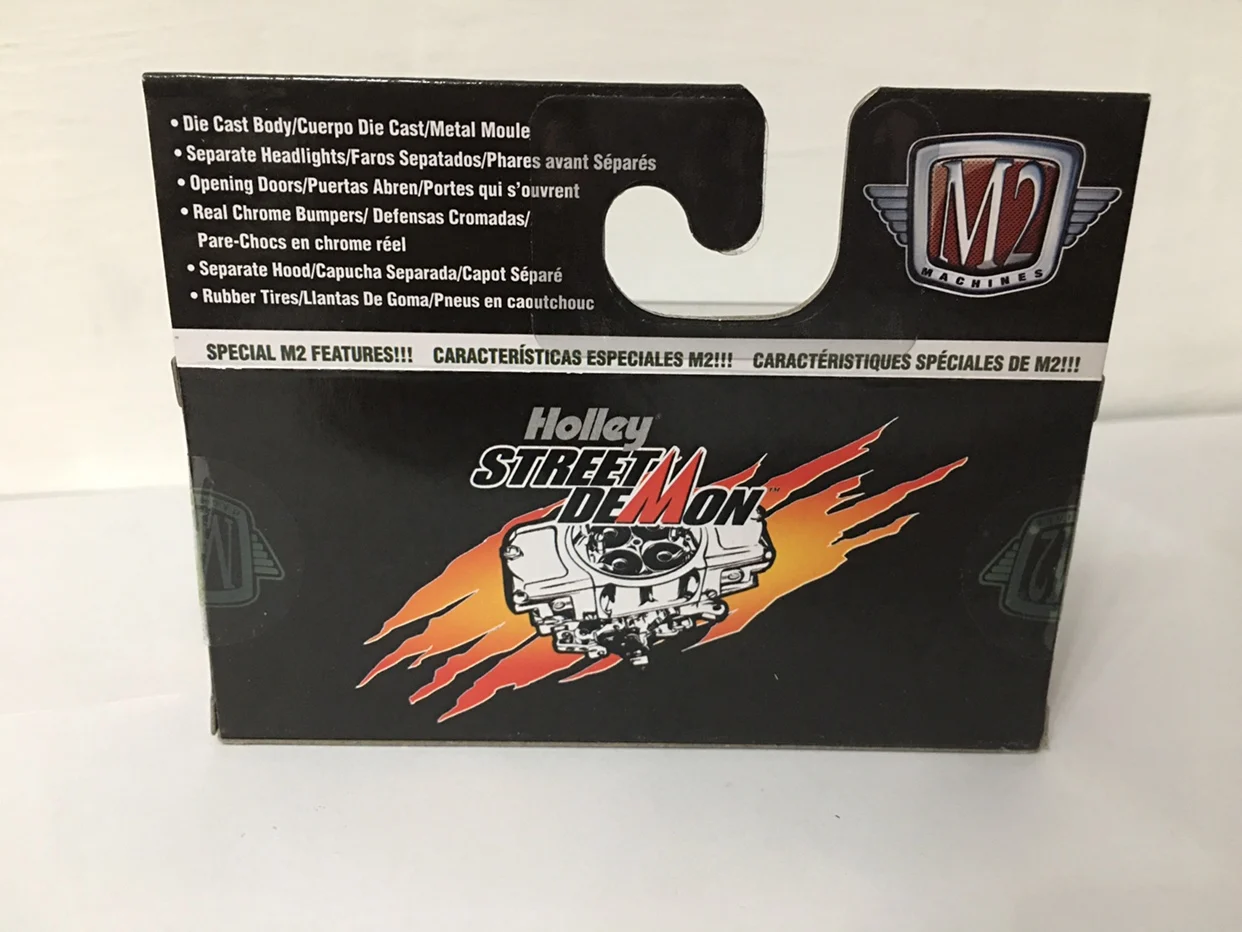 • Die Cast Body/Cuerpo Die Cast/Metal Moule
• Separate Headlights/Faros Sepatados/Phares avant Séparés
• Opening Doors/Puertas Abren/Portes qui s'ouvrent
• Real Chrome Bumpers/ Defensas Cromadas/
Pare-Chocs en chrome réel
• Separate Hood/Capucha Separada/Capot Séparé
• Rubber Tires/Llantas De Goma/Pneus en caoutchouc
M2
MACHINES
SPECIAL M2 FEATURES!!! CARACTERÍSTICAS ESPECIALES M2!!! CARACTÉRISTIQUES SPÉCIALES DE M2!!!
Holley
STREET
DEMON™